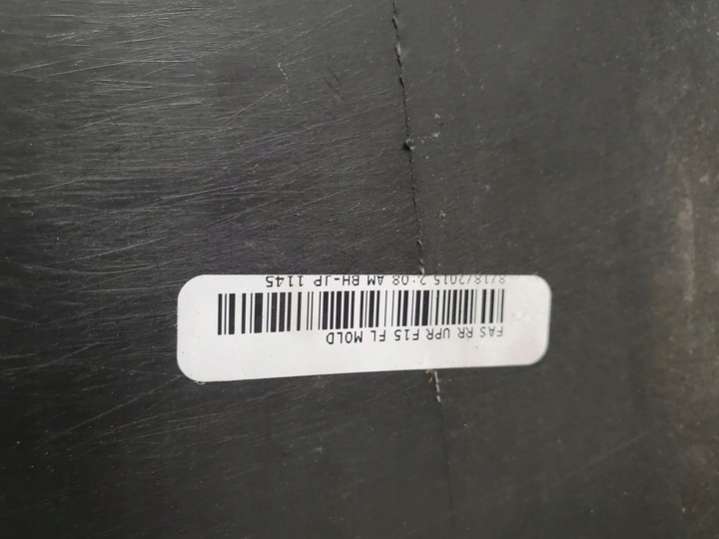 FAS RR UPR F15 FL MOLD
8/18/2015 2:08 AM BH-JP 1145